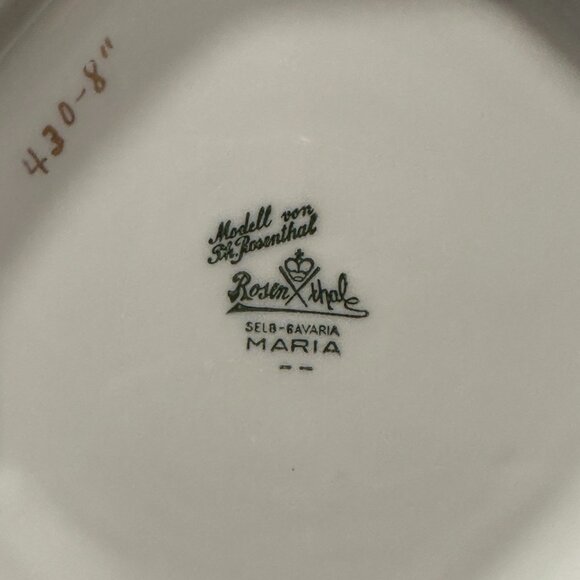 430-8"
Modell von
Ph. Rosenthal
Rosenthal
SELB-BAVARIA
MARIA